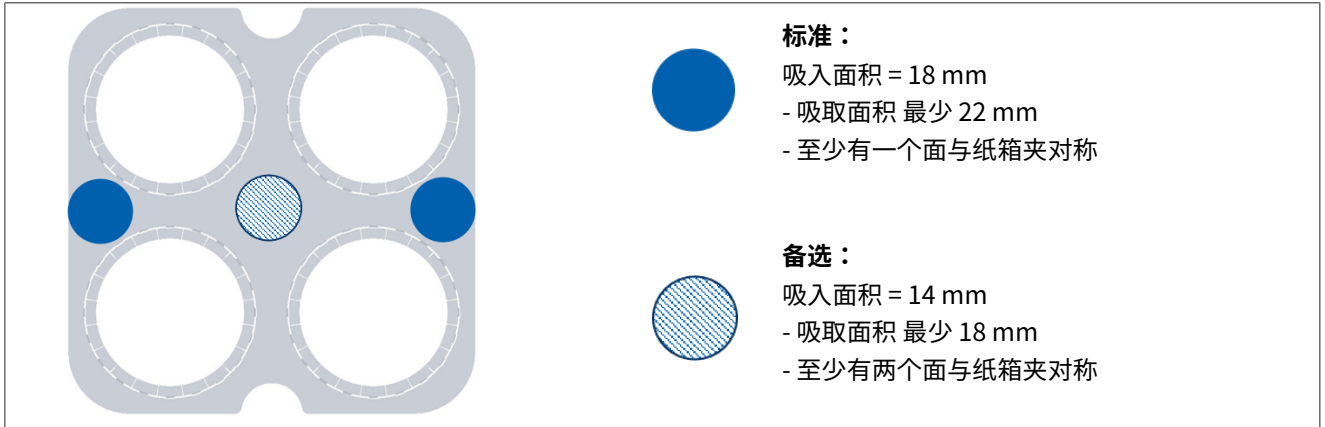 标准：
吸入面积 = 18 mm
- 吸取面积 最少 22 mm
- 至少有一个面与纸箱夹对称
备选：
吸入面积 = 14 mm
- 吸取面积 最少 18 mm
- 至少有两个面与纸箱夹对称